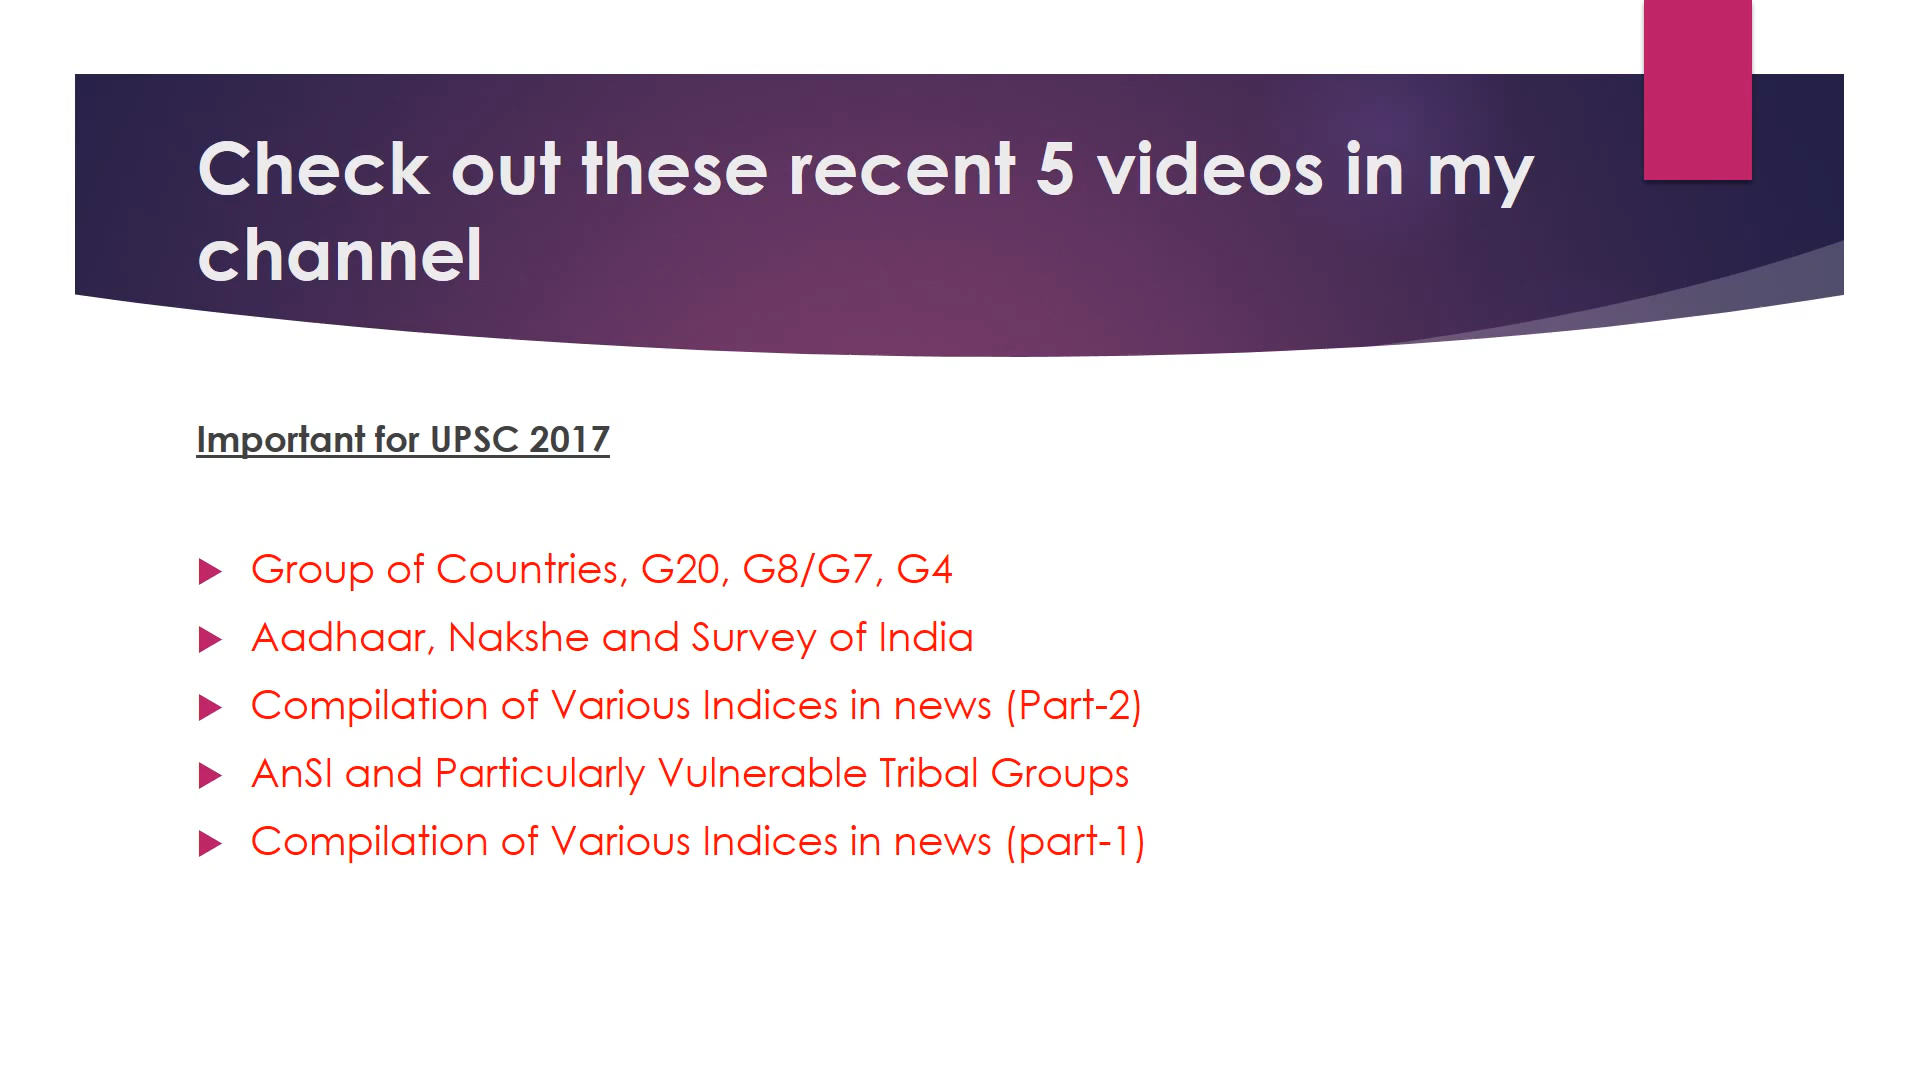 Check out these recent 5 videos in my
channel
Important for UPSC 2017
Group of Countries, G20, G8/G7, G4
Aadhaar, Nakshe and Survey of India
Compilation of Various Indices in news (Part-2)
AnSI and Particularly Vulnerable Tribal Groups
Compilation of Various Indices in news (part-1)